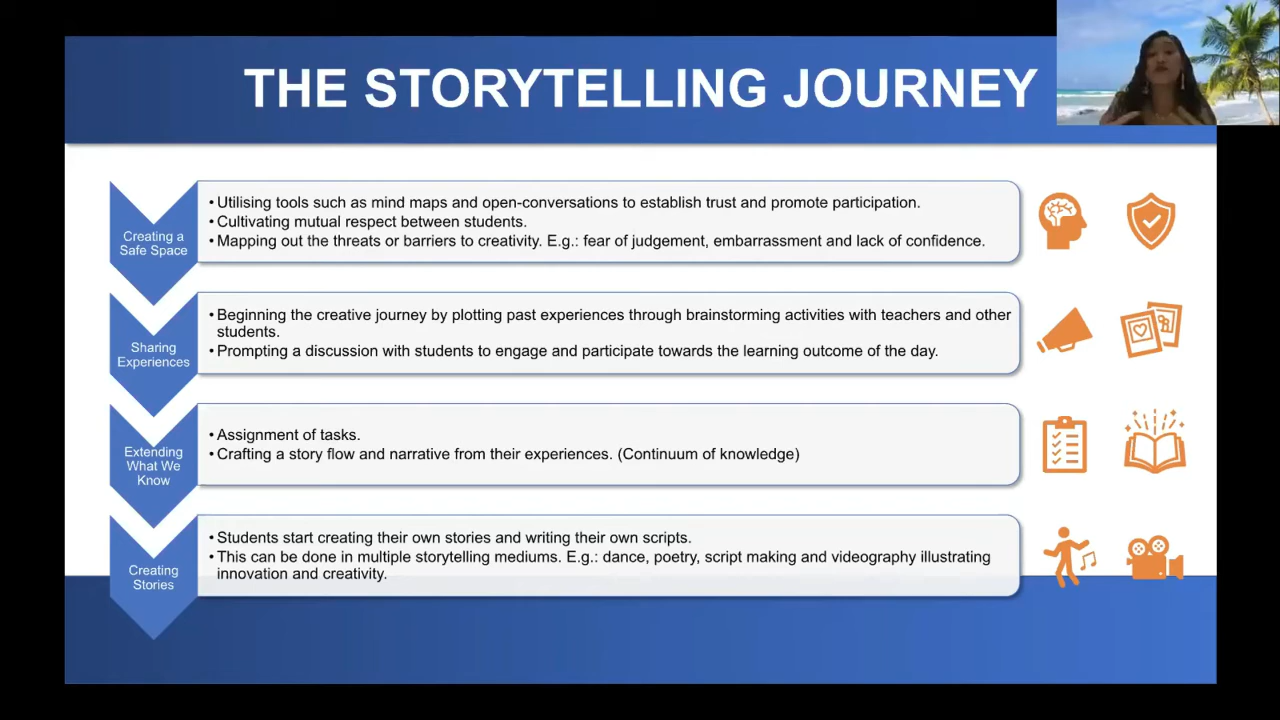 THE STORYTELLING JOURNEY
Creating a
Safe Space
• Utilising tools such as mind maps and open-conversations to establish trust and promote participation.
• Cultivating mutual respect between students.
• Mapping out the threats or barriers to creativity. E.g.: fear of judgement, embarrassment and lack of confidence.
Sharing
Experiences
• Beginning the creative journey by plotting past experiences through brainstorming activities with teachers and other
students.
• Prompting a discussion with students to engage and participate towards the learning outcome of the day.
Extending
What We
Know
• Assignment of tasks.
• Crafting a story flow and narrative from their experiences. (Continuum of knowledge)
Creating
Stories
• Students start creating their own stories and writing their own scripts.
• This can be done in multiple storytelling mediums. E.g.: dance, poetry, script making and videography illustrating
innovation and creativity.